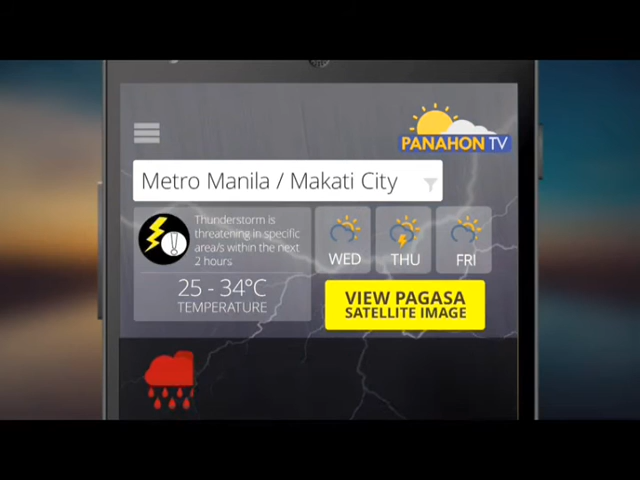 PANAHON TV
Metro Manila / Makati City
Thunderstorm is
threatening in specific
area/s within the next
2 hours
WED
THU
FRI
25 - 34°C
TEMPERATURE
VIEW PAGASA
SATELLITE IMAGE